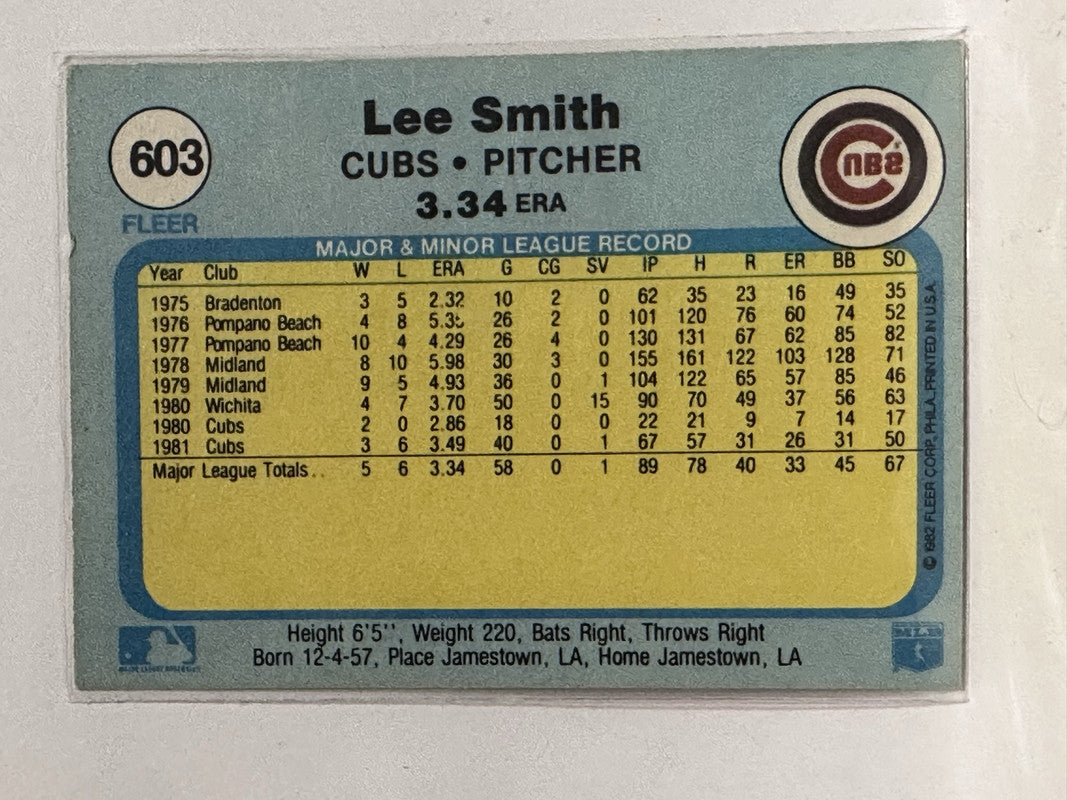 603
FLEER
Lee Smith
CUBS • PITCHER
3.34 ERA
CUBS
MAJOR & MINOR LEAGUE RECORD
Year Club W L ERA G CG SV IP H R ER BB SO
1975 Bradenton 3 5 2.32 10 2 0 62 35 23 16 49 35
1976 Pompano Beach 4 8 5.35 26 2 0 101 120 76 60 74 52
1977 Pompano Beach 10 4 4.29 26 4 0 130 131 67 62 85 82
1978 Midland 8 10 5.98 30 3 0 155 161 122 103 128 71
1979 Midland 9 5 4.93 36 0 1 104 122 65 57 85 46
1980 Wichita 4 7 3.70 50 0 15 90 70 49 37 56 63
1980 Cubs 2 0 2.86 18 0 0 22 21 9 7 14 17
1981 Cubs 3 6 3.49 40 0 1 67 57 31 26 31 50
Major League Totals.. 5 6 3.34 58 0 1 89 78 40 33 45 67
© 1982 FLEER CORP., PHILA. PRINTED IN U.S.A.
Height 6'5'', Weight 220, Bats Right, Throws Right
Born 12-4-57, Place Jamestown, LA, Home Jamestown, LA